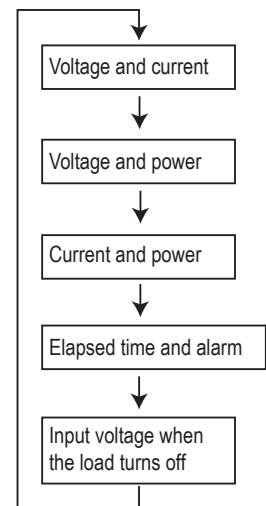 Voltage and current
Voltage and power
Current and power
Elapsed time and alarm
Input voltage when
the load turns off